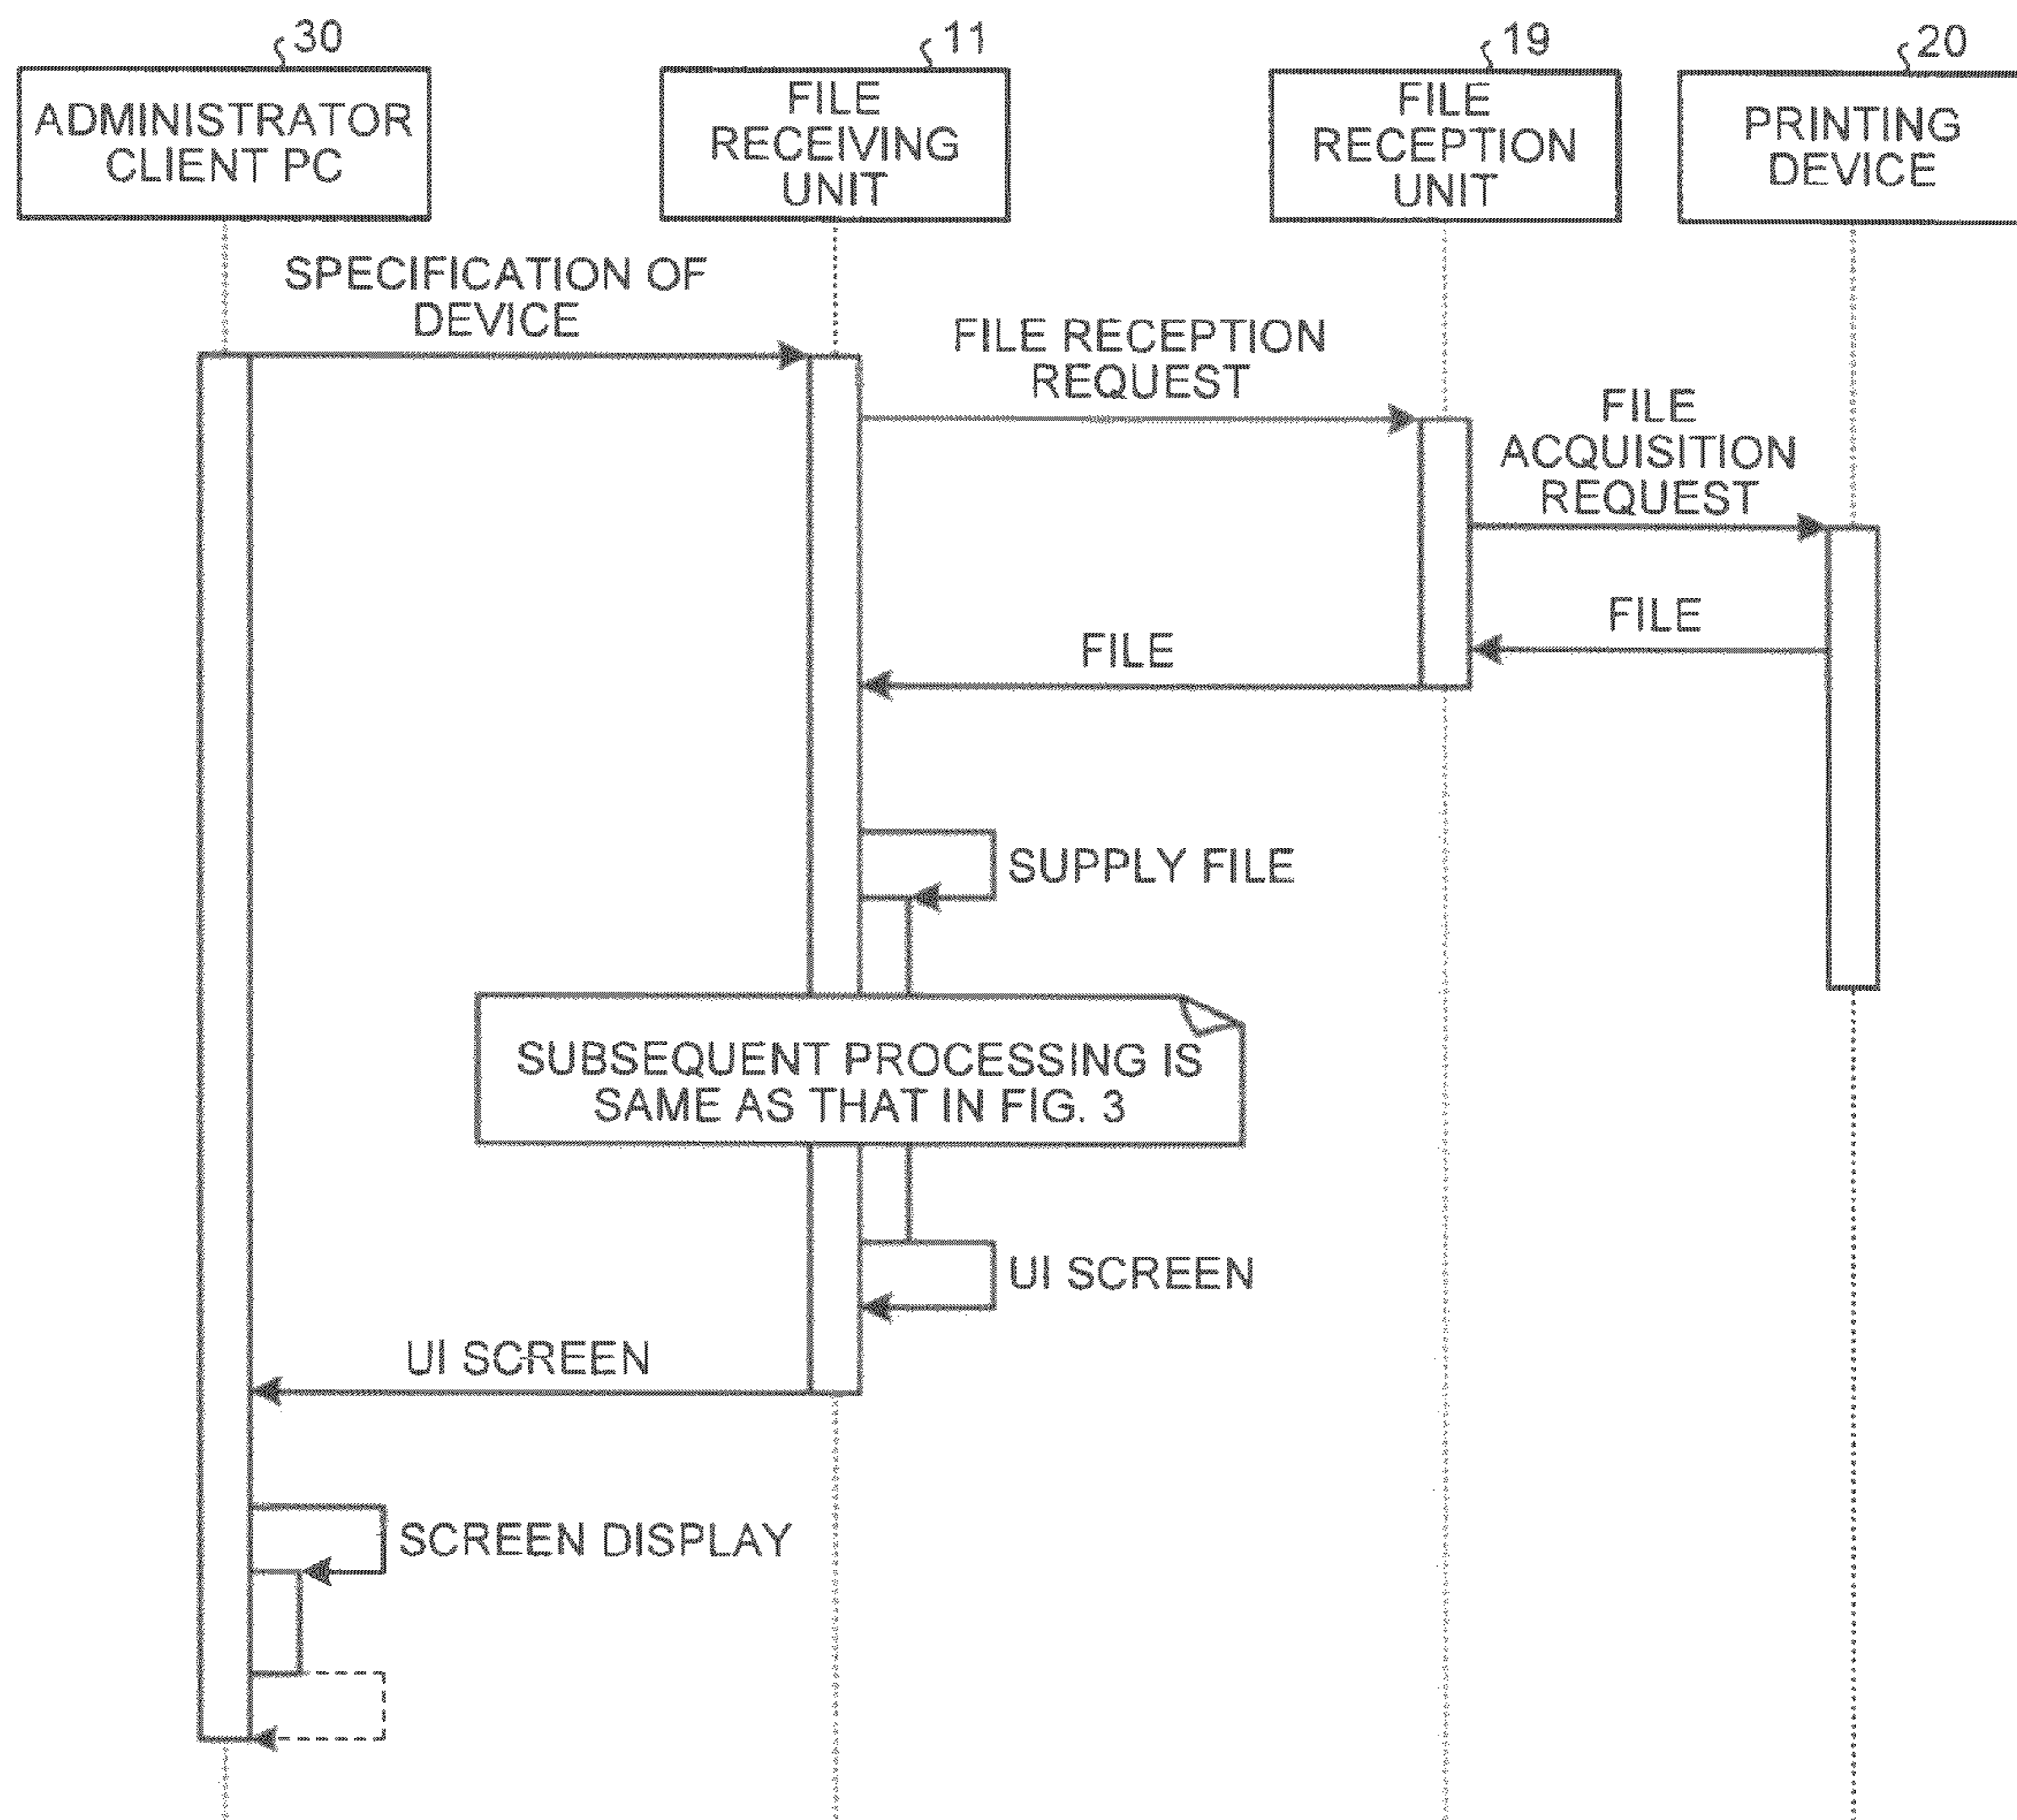 30
11
19
20
ADMINISTRATOR
CLIENT PC
FILE
RECEIVING
UNIT
FILE
RECEPTION
UNIT
PRINTING
DEVICE
SPECIFICATION OF
DEVICE
FILE RECEPTION
REQUEST
FILE
ACQUISITION
REQUEST
FILE
FILE
SUPPLY FILE
SUBSEQUENT PROCESSING IS
SAME AS THAT IN FIG. 3
UI SCREEN
UI SCREEN
SCREEN DISPLAY